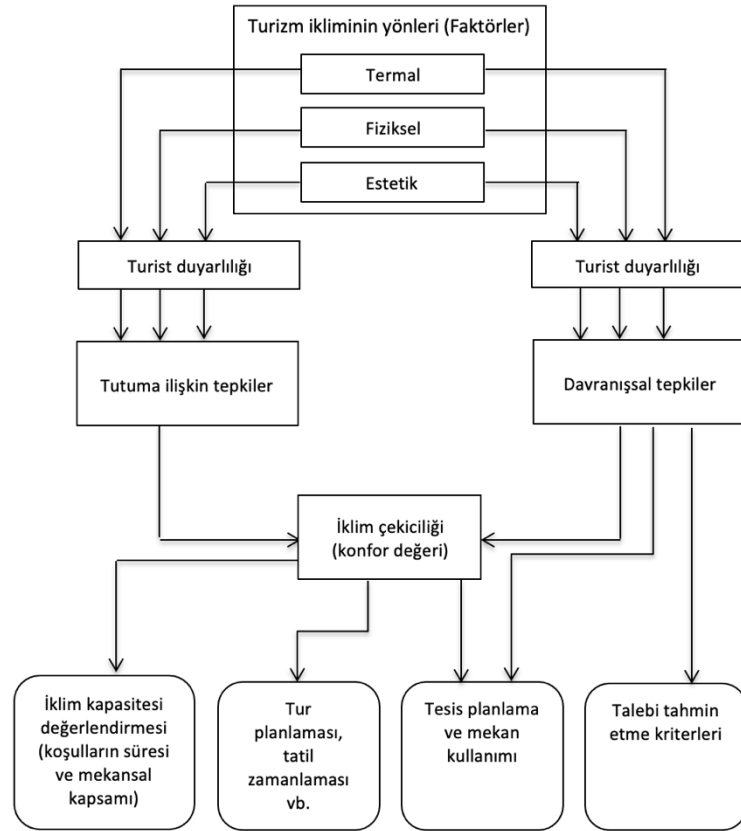 Turizm ikliminin yönleri (Faktörler)
Termal
Fiziksel
Estetik
Turist duyarlılığı
Turist duyarlılığı
Tutuma ilişkin tepkiler
Davranışsal tepkiler
İklim çekiciliği
(konfor değeri)
İklim kapasitesi
değerlendirmesi
(koşulların süresi
ve mekansal
kapsamı)
Tur
planlaması,
tatil
zamanlaması
vb.
Tesis planlama
ve mekan
kullanımı
Talebi tahmin
etme kriterleri